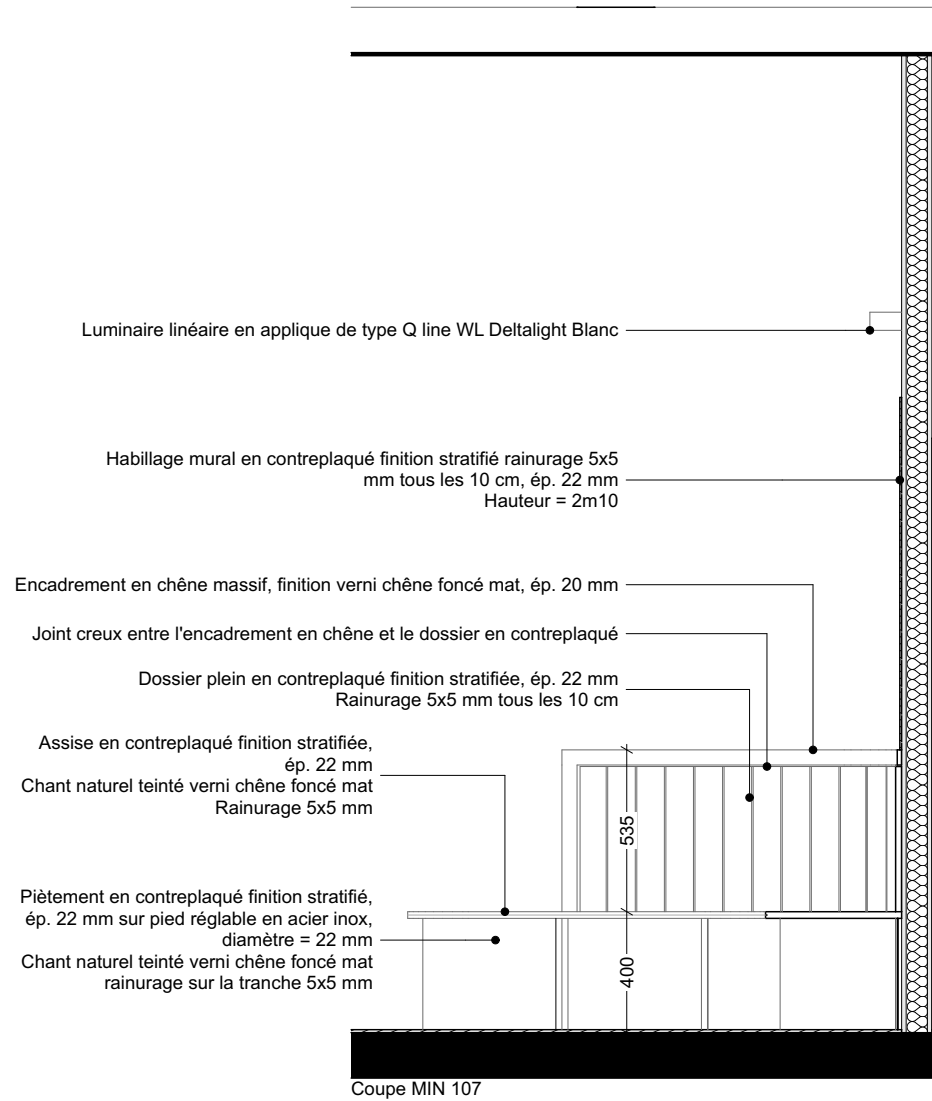 Luminaire linéaire en applique de type Q line WL Deltalight Blanc
Habillage mural en contreplaqué finition stratifié rainurage 5x5
mm tous les 10 cm, ép. 22 mm
Hauteur = 2m10
Encadrement en chêne massif, finition verni chêne foncé mat, ép. 20 mm
Joint creux entre l'encadrement en chêne et le dossier en contreplaqué
Dossier plein en contreplaqué finition stratifiée, ép. 22 mm
Rainurage 5x5 mm tous les 10 cm
Assise en contreplaqué finition stratifiée,
ép. 22 mm
Chant naturel teinté verni chêne foncé mat
Rainurage 5x5 mm
535
Piètement en contreplaqué finition stratifié,
ép. 22 mm sur pied réglable en acier inox,
diamètre = 22 mm
Chant naturel teinté verni chêne foncé mat
rainurage sur la tranche 5x5 mm
400
Coupe MIN 107